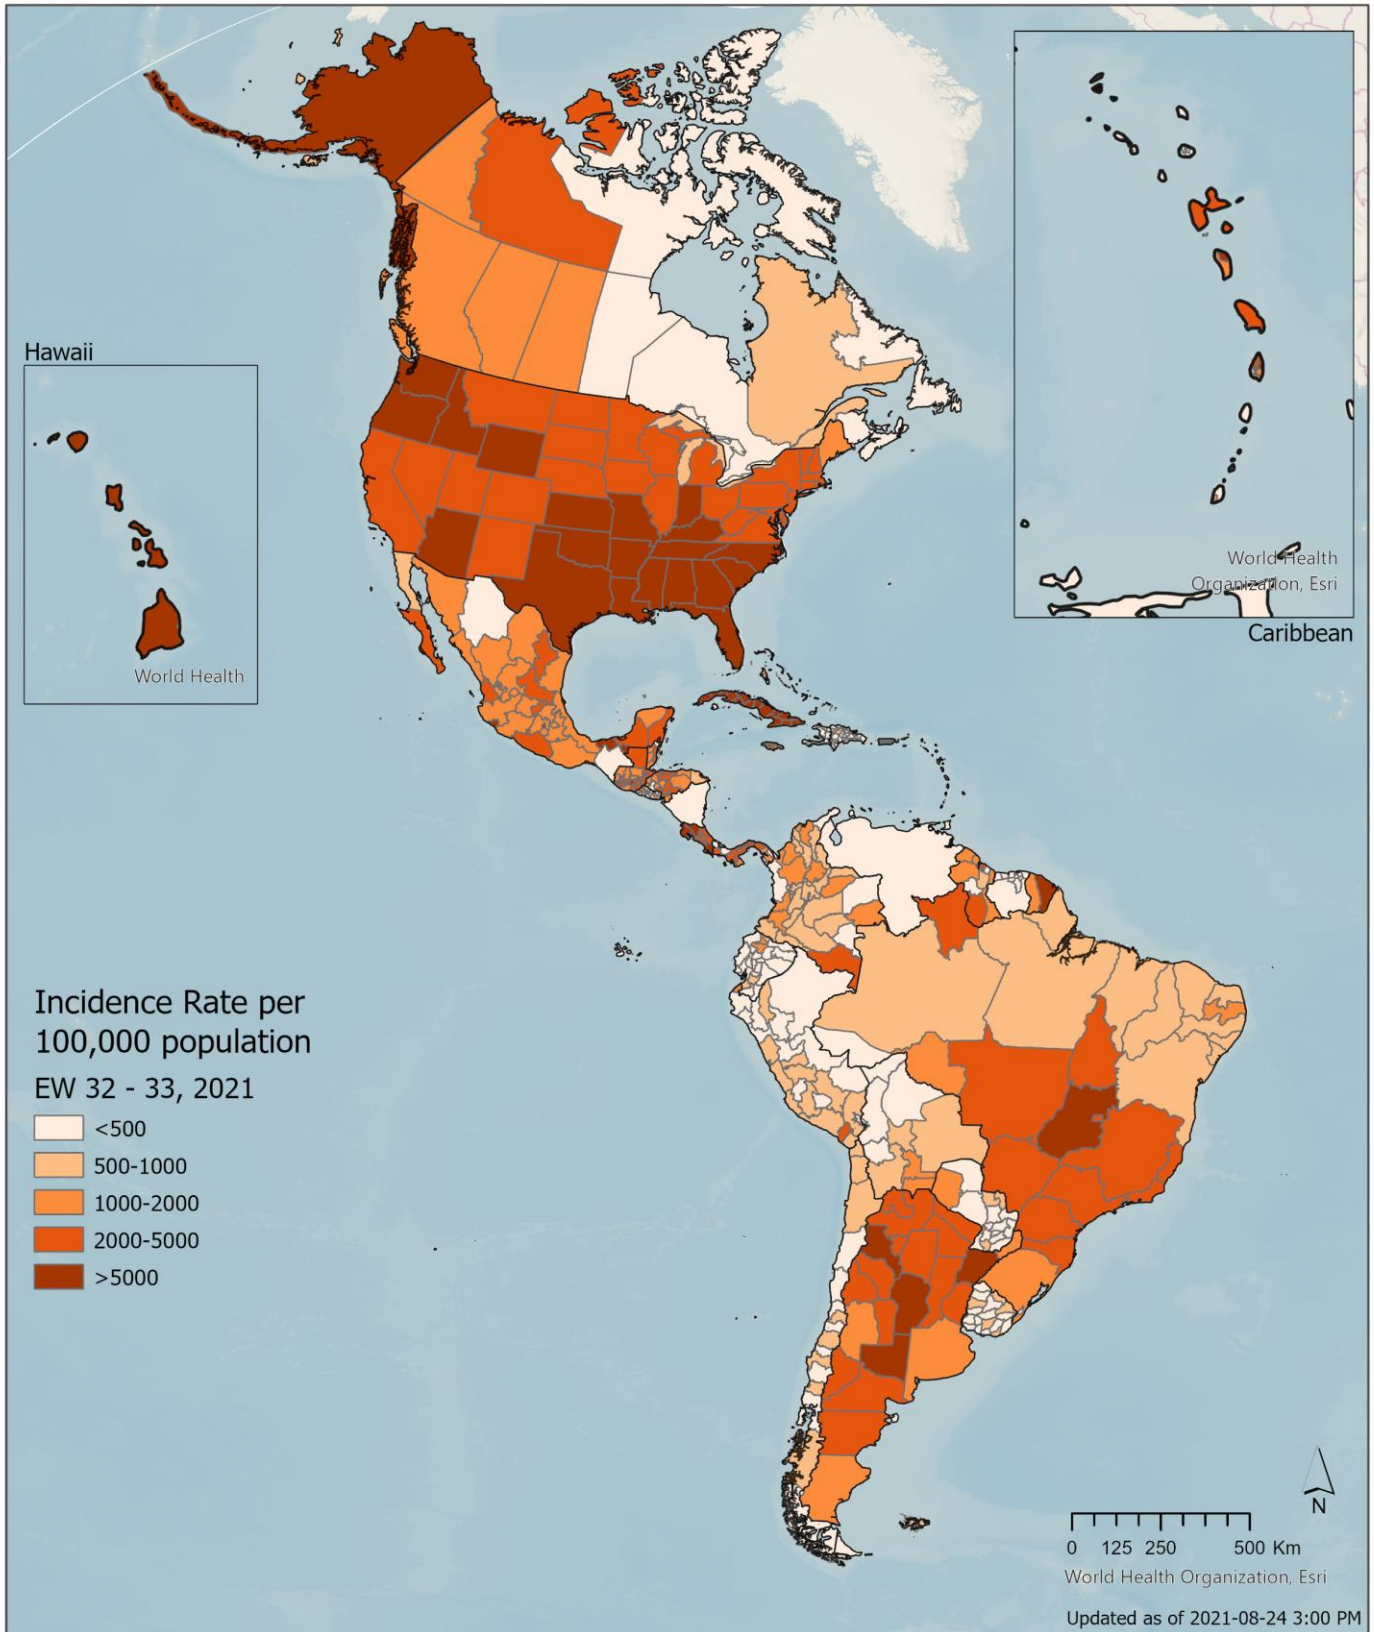 Hawaii
World Health
World Health
Organization, Esri
Caribbean
Incidence Rate per
100,000 population
EW 32 - 33, 2021
<500
500-1000
1000-2000
2000-5000
>5000
N
0 125 250 500 Km
World Health Organization, Esri
Updated as of 2021-08-24 3:00 PM